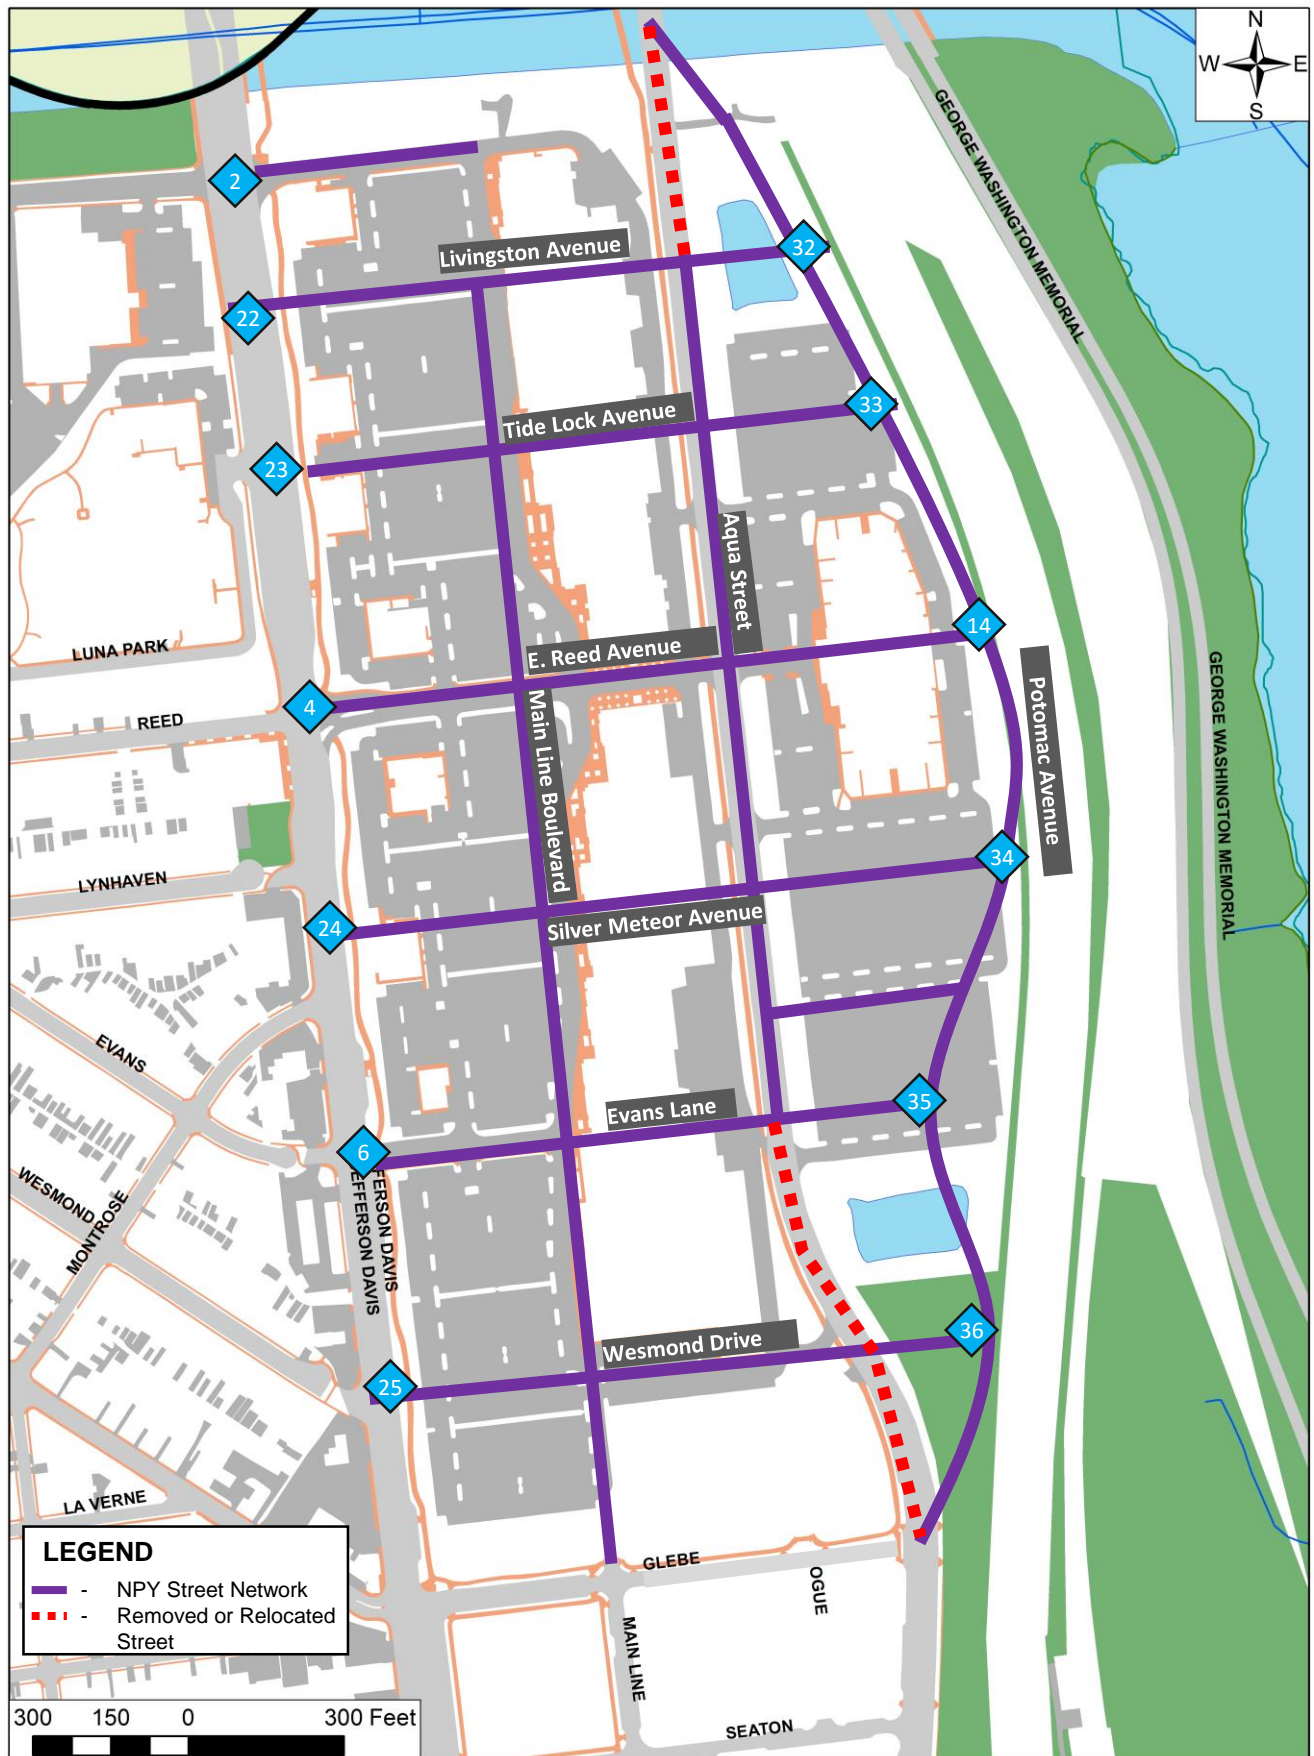 N
W E
S
GEORGE WASHINGTON MEMORIAL
2
Livingston Avenue
32
22
33
Tide Lock Avenue
23
Aqua Street
14
E. Reed Avenue
LUNA PARK
Potomac Avenue
GEORGE WASHINGTON MEMORIAL
4
REED
Main Line Boulevard
34
LYNHAVEN
24
Silver Meteor Avenue
EVANS
35
Evans Lane
6
WESMOND
MONTROSE
FERSON DAVIS
EFFERSON DAVIS
36
Wesmond Drive
25
LA VERNE
GLEBE
OGUE
MAIN LINE
SEATON
LEGEND
- NPY Street Network
- Removed or Relocated
Street
300 150 0 300 Feet